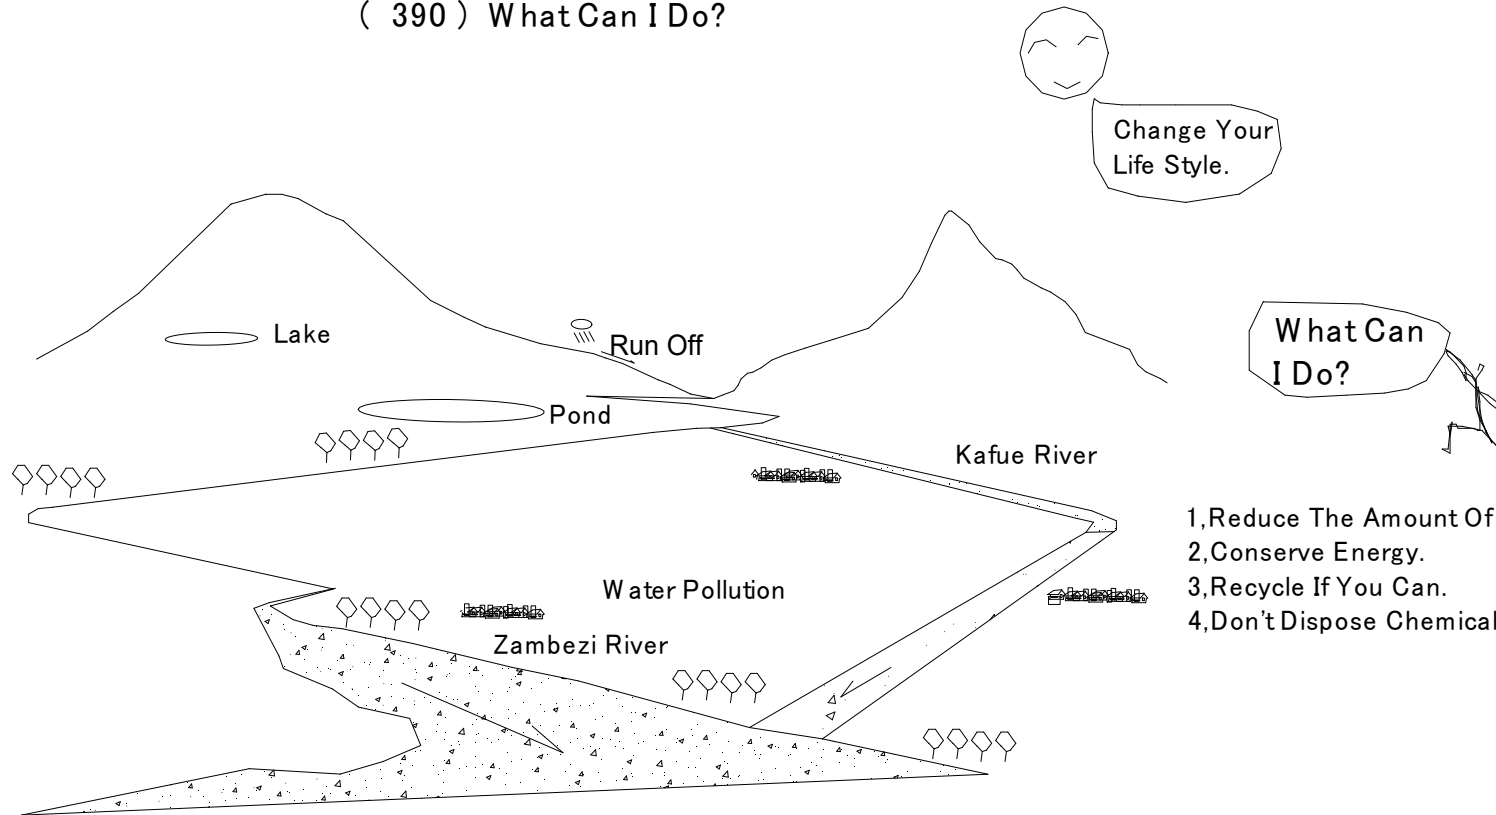 ( 390 ) What Can I Do?
Change Your
Life Style.
Lake
Run Off
What Can
I Do?
Pond
Kafue River
1,Reduce The Amount Of
2,Conserve Energy.
3,Recycle If You Can.
4,Don't Dispose Chemical
Water Pollution
Zambezi River